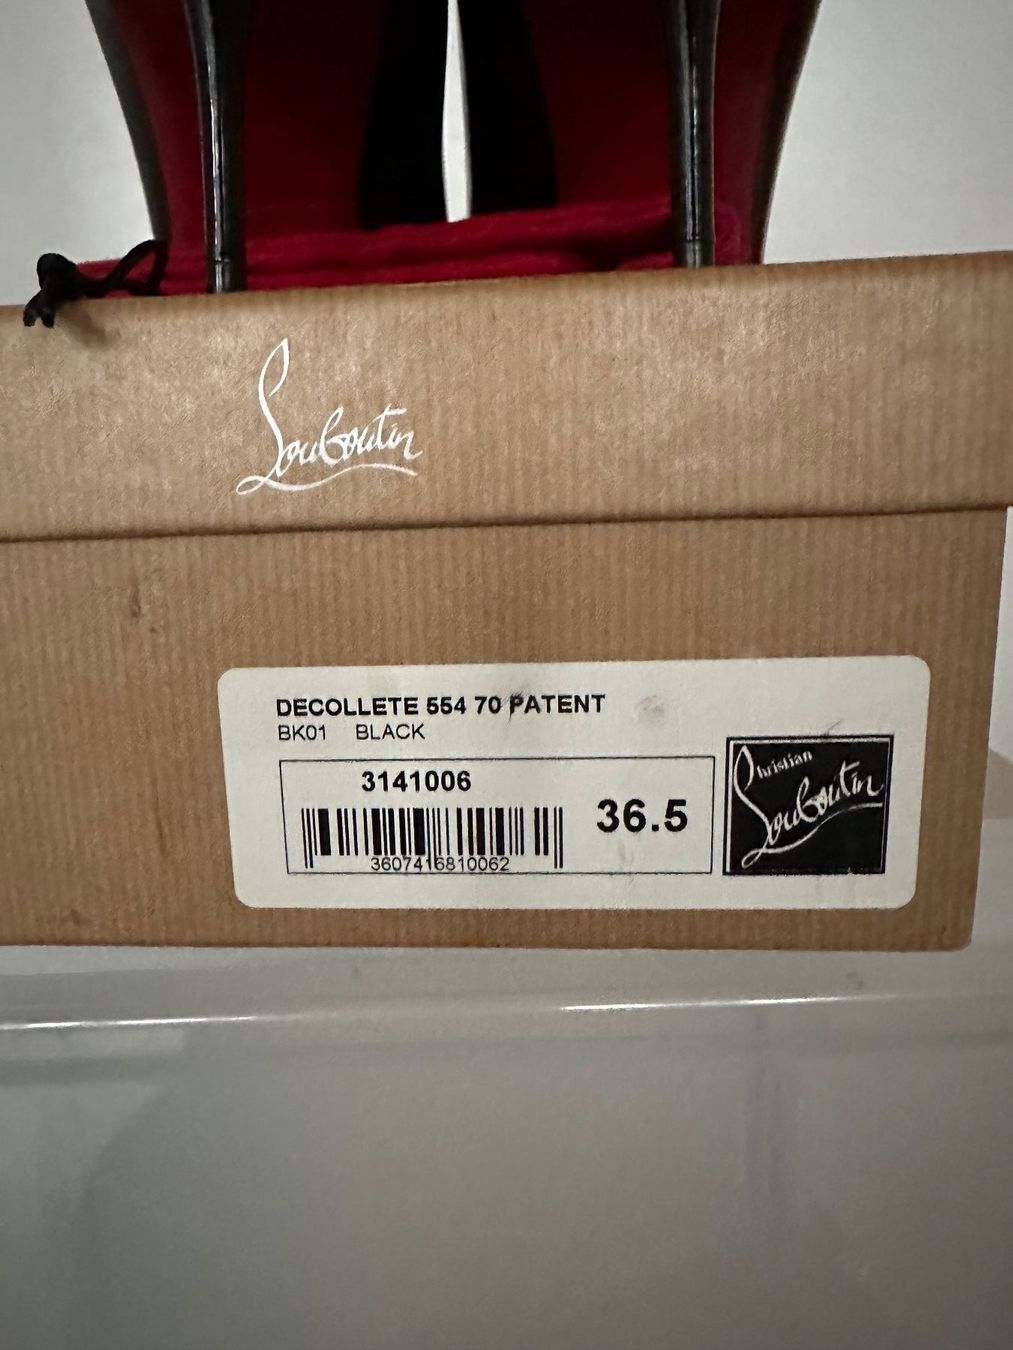 Louboutin
DECOLLETE 554 70 PATENT
BK01 BLACK
3141006
36.5
3607416810062
Christian
Louboutin